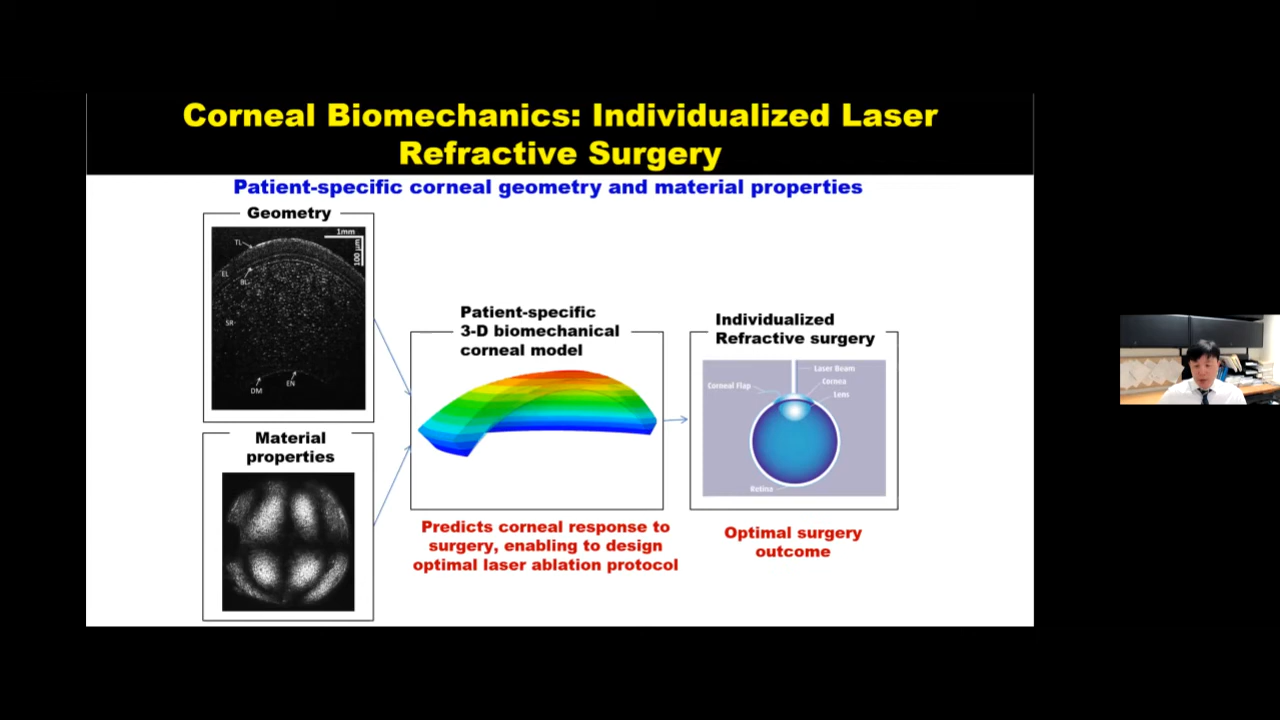 Corneal Biomechanics: Individualized Laser
Refractive Surgery
Patient-specific corneal geometry and material properties
Geometry
1mm
100 µm
TL
EL
BL
SR
DM
EN
Material
properties
Patient-specific
3-D biomechanical
corneal model
Predicts corneal response to
surgery, enabling to design
optimal laser ablation protocol
Individualized
Refractive surgery
Laser Beam
Corneal Flap
Cornea
Lens
Retina
Optimal surgery
outcome